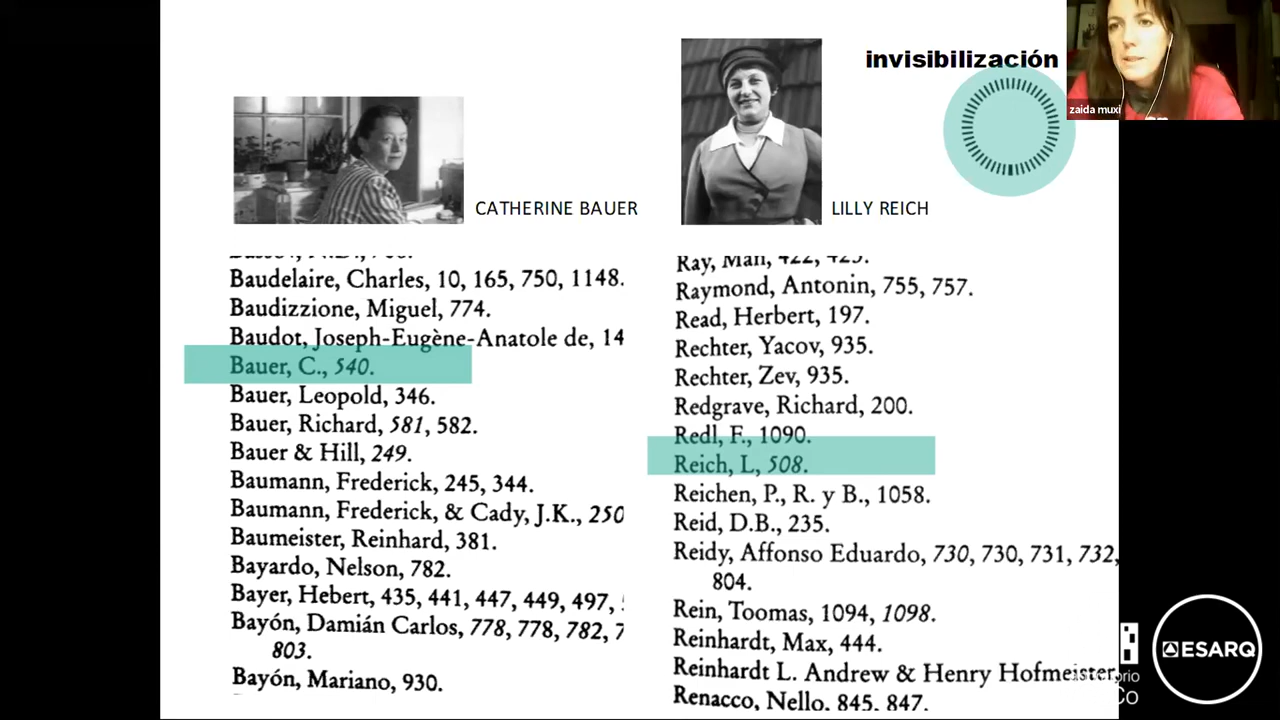 invisibilización
zaida muxi
CATHERINE BAUER
LILLY REICH
Baudelaire, Charles, 10, 165, 750, 1148.
Baudizzione, Miguel, 774.
Baudot, Joseph-Eugène-Anatole de, 14
Bauer, C., 540.
Bauer, Leopold, 346.
Bauer, Richard, 581, 582.
Bauer & Hill, 249.
Baumann, Frederick, 245, 344.
Baumann, Frederick, & Cady, J.K., 250
Baumeister, Reinhard, 381.
Bayardo, Nelson, 782.
Bayer, Hebert, 435, 441, 447, 449, 497,
Bayón, Damián Carlos, 778, 778, 782, 7
803.
Bayón, Mariano, 930.
Ray, Man, 422, 425.
Raymond, Antonin, 755, 757.
Read, Herbert, 197.
Rechter, Yacov, 935.
Rechter, Zev, 935.
Redgrave, Richard, 200.
Redl, F., 1090.
Reich, L, 508.
Reichen, P., R. y B., 1058.
Reid, D.B., 235.
Reidy, Affonso Eduardo, 730, 730, 731, 732,
804.
Rein, Toomas, 1094, 1098.
Reinhardt, Max, 444.
Reinhardt L. Andrew & Henry Hofmeister
Renacco, Nello, 845, 847.
ESARQ